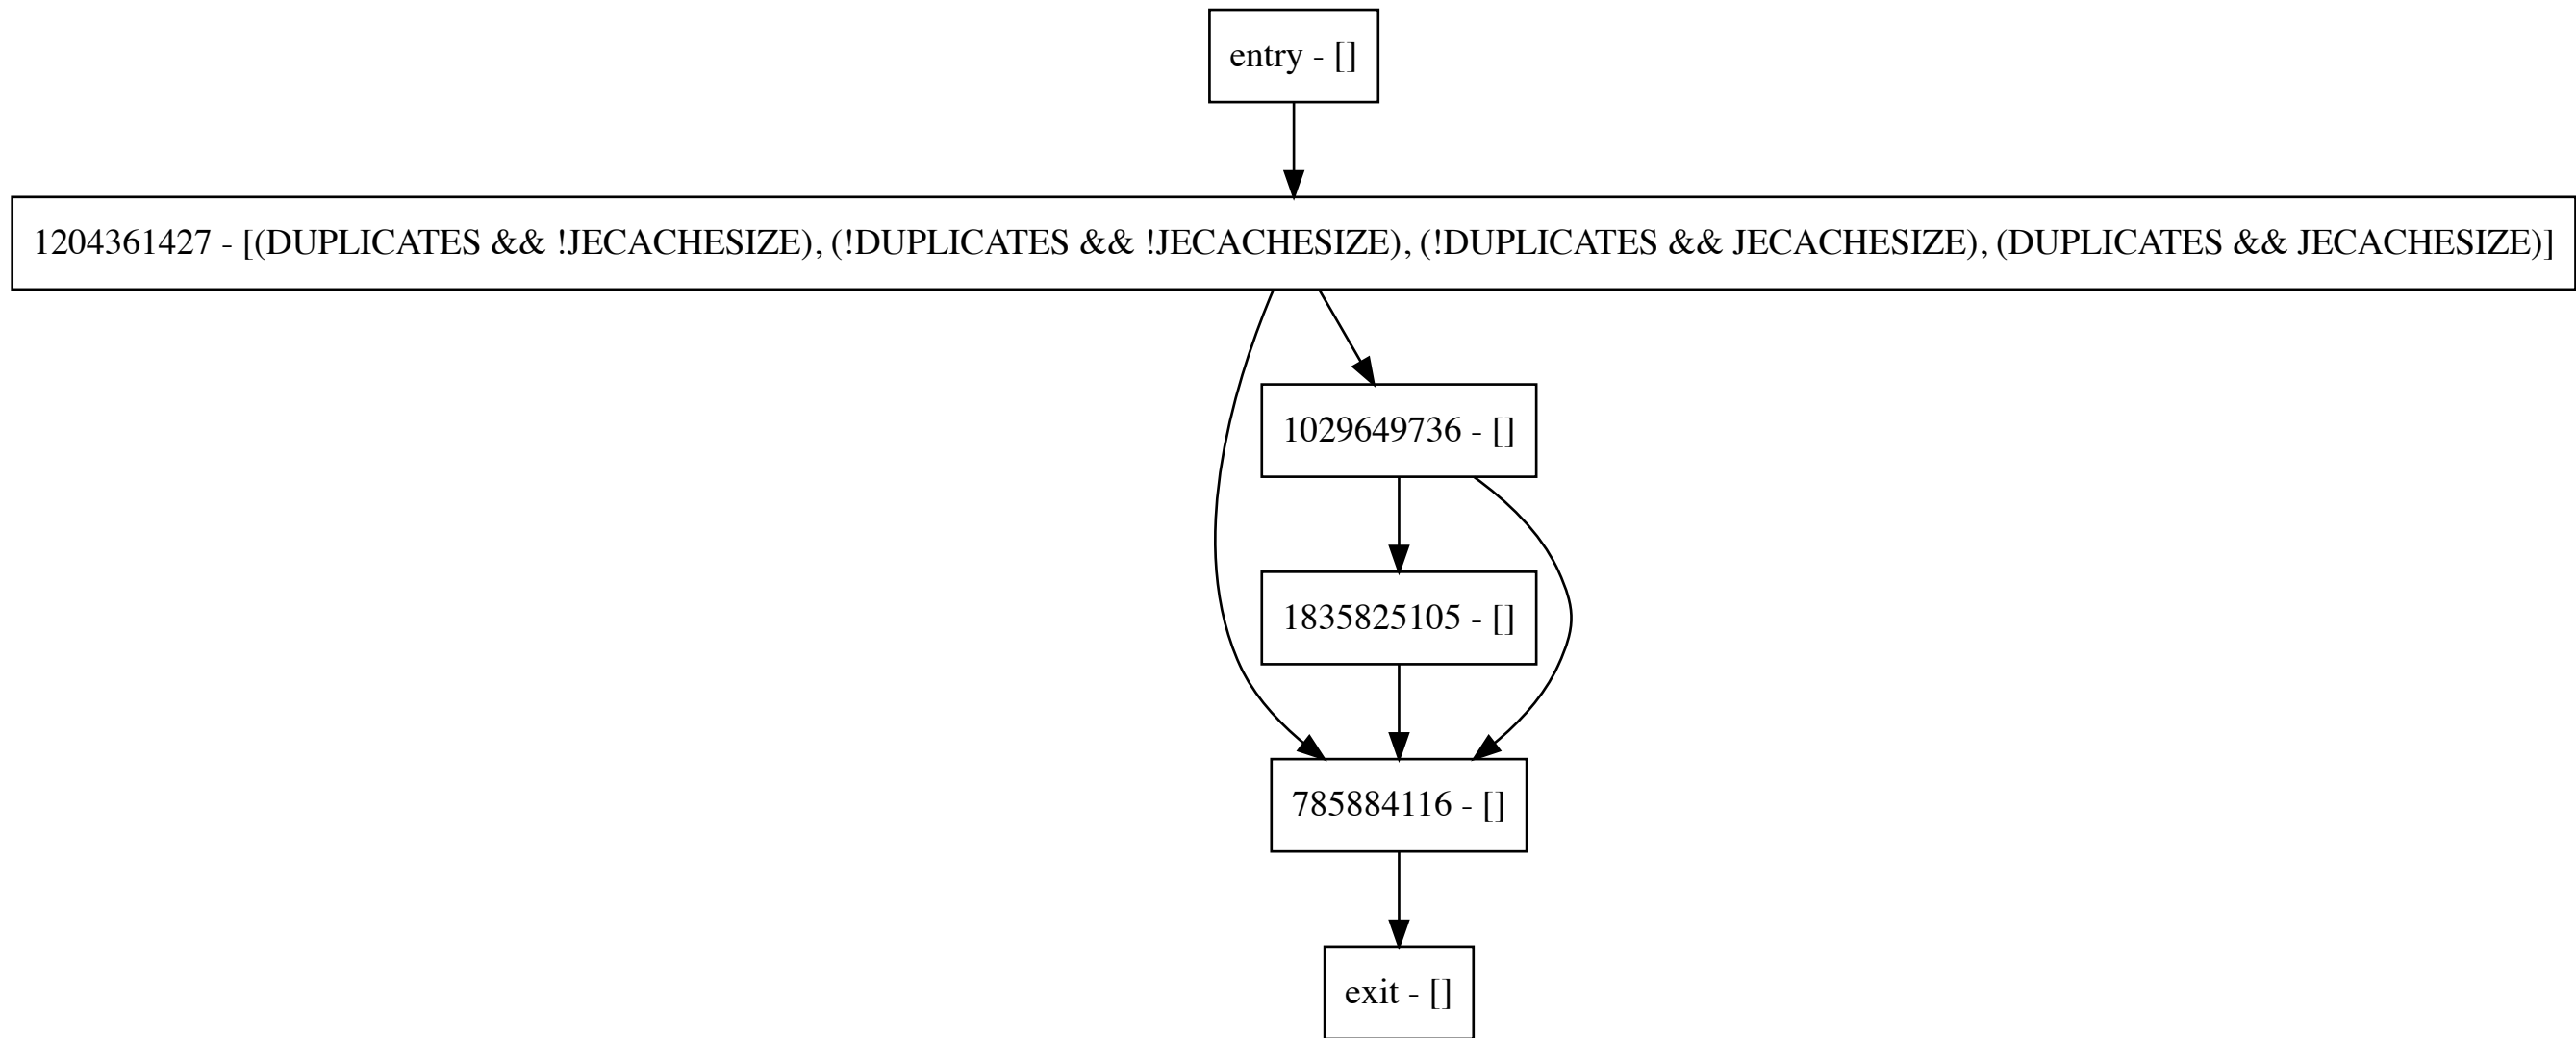 entry - []
1204361427 - [(DUPLICATES && !JECACHESIZE), (!DUPLICATES && !JECACHESIZE), (!DUPLICATES && JECACHESIZE), (DUPLICATES && JECACHESIZE)]
1029649736 - []
1835825105 - []
785884116 - []
exit - []